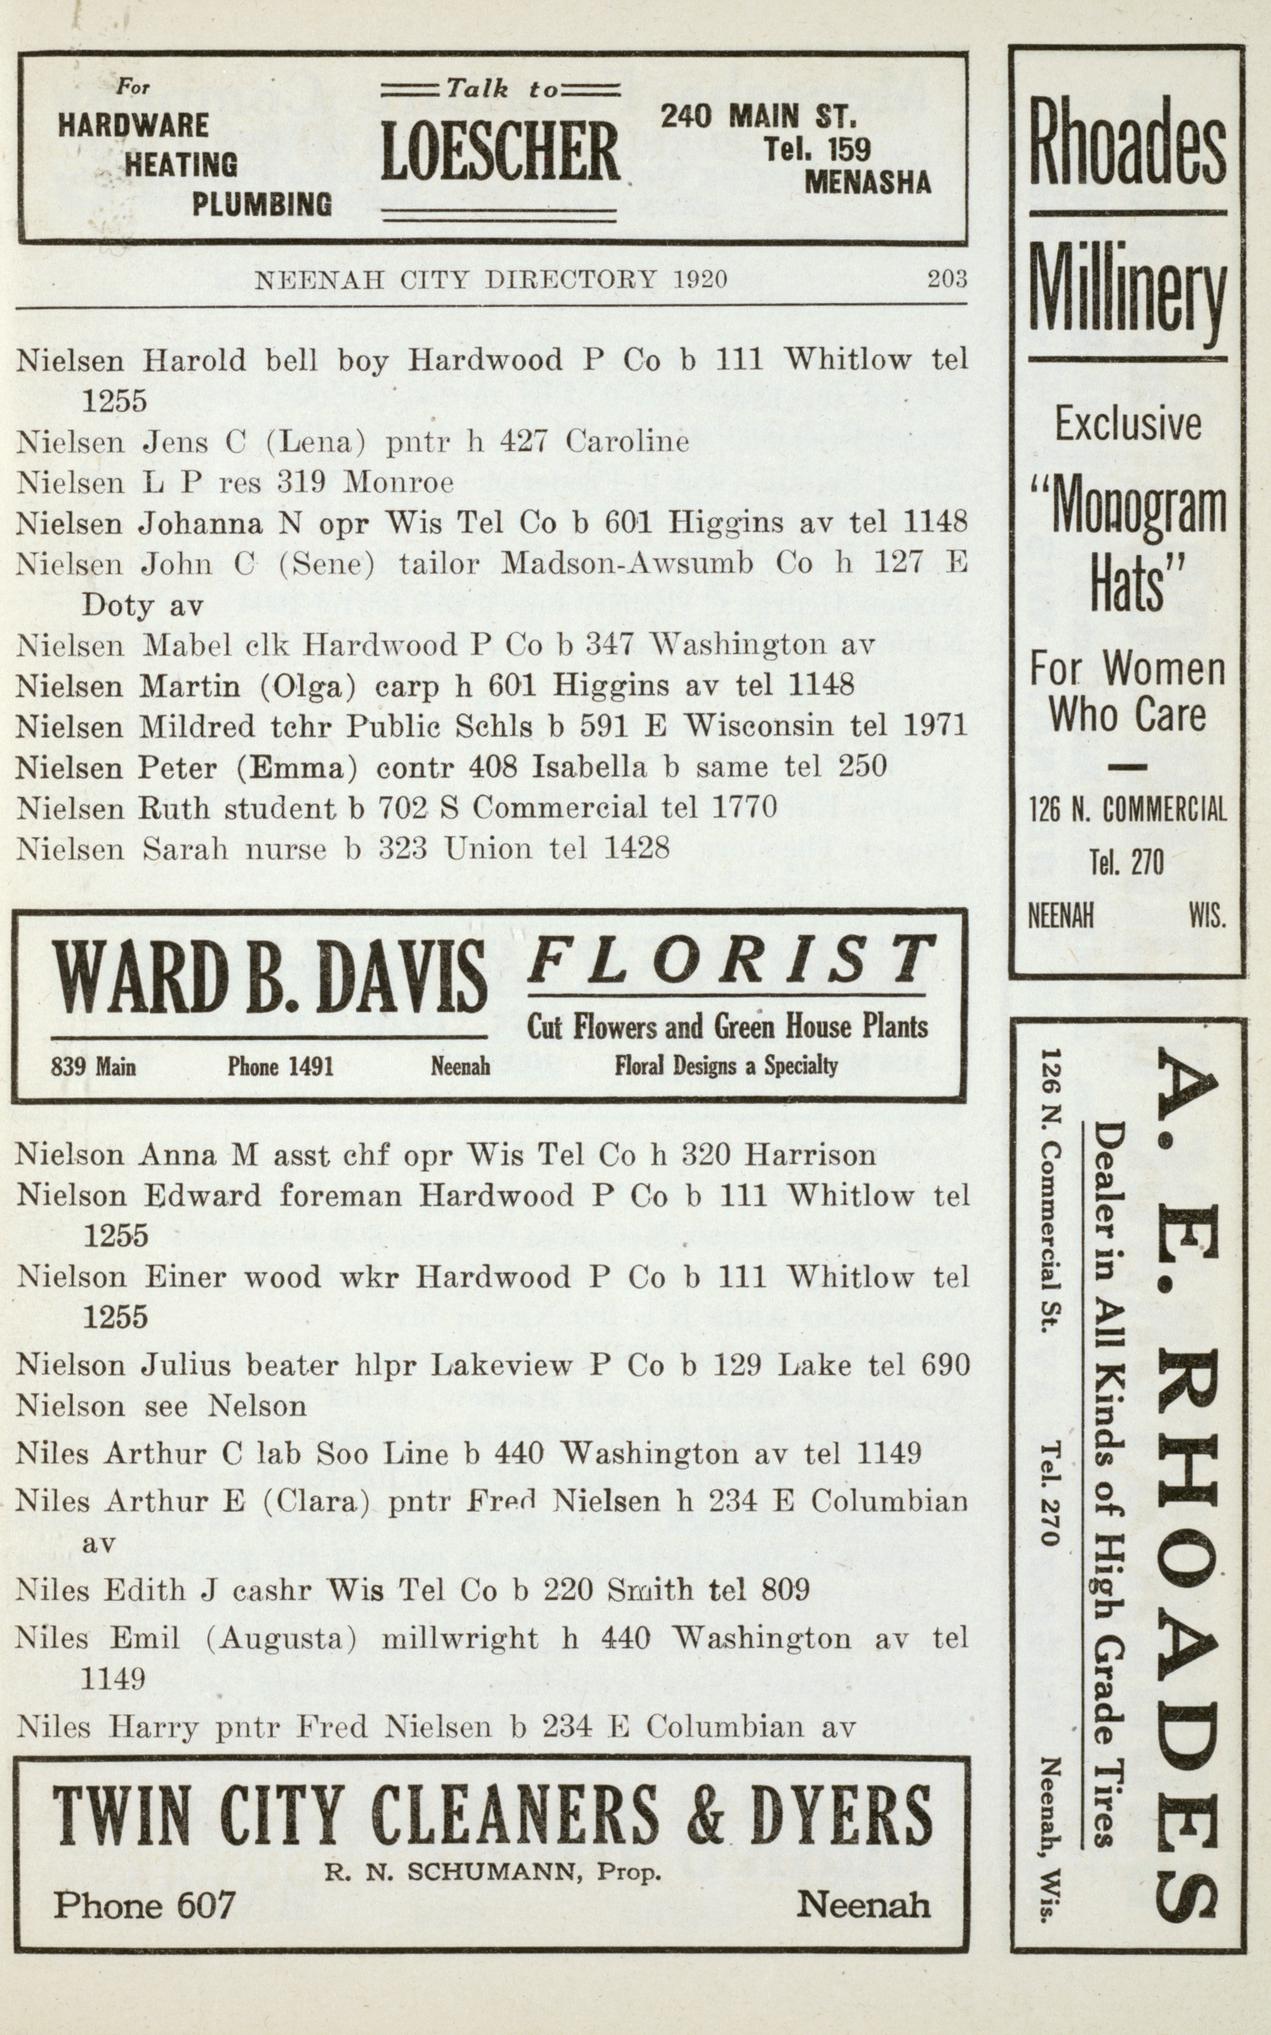 For
HARDWARE
HEATING
PLUMBING
Talk to
LOESCHER
240 MAIN ST.
Tel. 159
MENASHA
NEENAH CITY DIRECTORY 1920 203
Nielsen Harold bell boy Hardwood P Co b 111 Whitlow tel
1255
Nielsen Jens C (Lena) pntr h 427 Caroline
Nielsen L P res 319 Monroe
Nielsen Johanna N opr Wis Tel Co b 601 Higgins av tel 1148
Nielsen John C (Sene) tailor Madson-Awsumb Co h 127 E
Doty av
Nielsen Mabel clk Hardwood P Co b 347 Washington av
Nielsen Martin (Olga) carp h 601 Higgins av tel 1148
Nielsen Mildred tchr Public Schls b 591 E Wisconsin tel 1971
Nielsen Peter (Emma) contr 408 Isabella b same tel 250
Nielsen Ruth student b 702 S Commercial tel 1770
Nielsen Sarah nurse b 323 Union tel 1428
WARD B. DAVIS
FLORIST
Cut Flowers and Green House Plants
839 Main Phone 1491 Neenah Floral Designs a Specialty
Nielson Anna M asst chf opr Wis Tel Co h 320 Harrison
Nielson Edward foreman Hardwood P Co b 111 Whitlow tel
1255
Nielson Einer wood wkr Hardwood P Co b 111 Whitlow tel
1255
Nielson Julius beater hlpr Lakeview P Co b 129 Lake tel 690
Nielson see Nelson
Niles Arthur C lab Soo Line b 440 Washington av tel 1149
Niles Arthur E (Clara) pntr Fred Nielsen h 234 E Columbian
av
Niles Edith J cashr Wis Tel Co b 220 Smith tel 809
Niles Emil (Augusta) millwright h 440 Washington av tel
1149
Niles Harry pntr Fred Nielsen b 234 E Columbian av
TWIN CITY CLEANERS & DYERS
R. N. SCHUMANN, Prop.
Phone 607 Neenah
Rhoades
Millinery
Exclusive
"Monogram
Hats"
For Women
Who Care
126 N. COMMERCIAL
Tel. 270
NEENAH WIS.
A. E. RHOADES
Dealer in All Kinds of High Grade Tires
126 N. Commercial St. Tel. 270 Neenah, Wis.